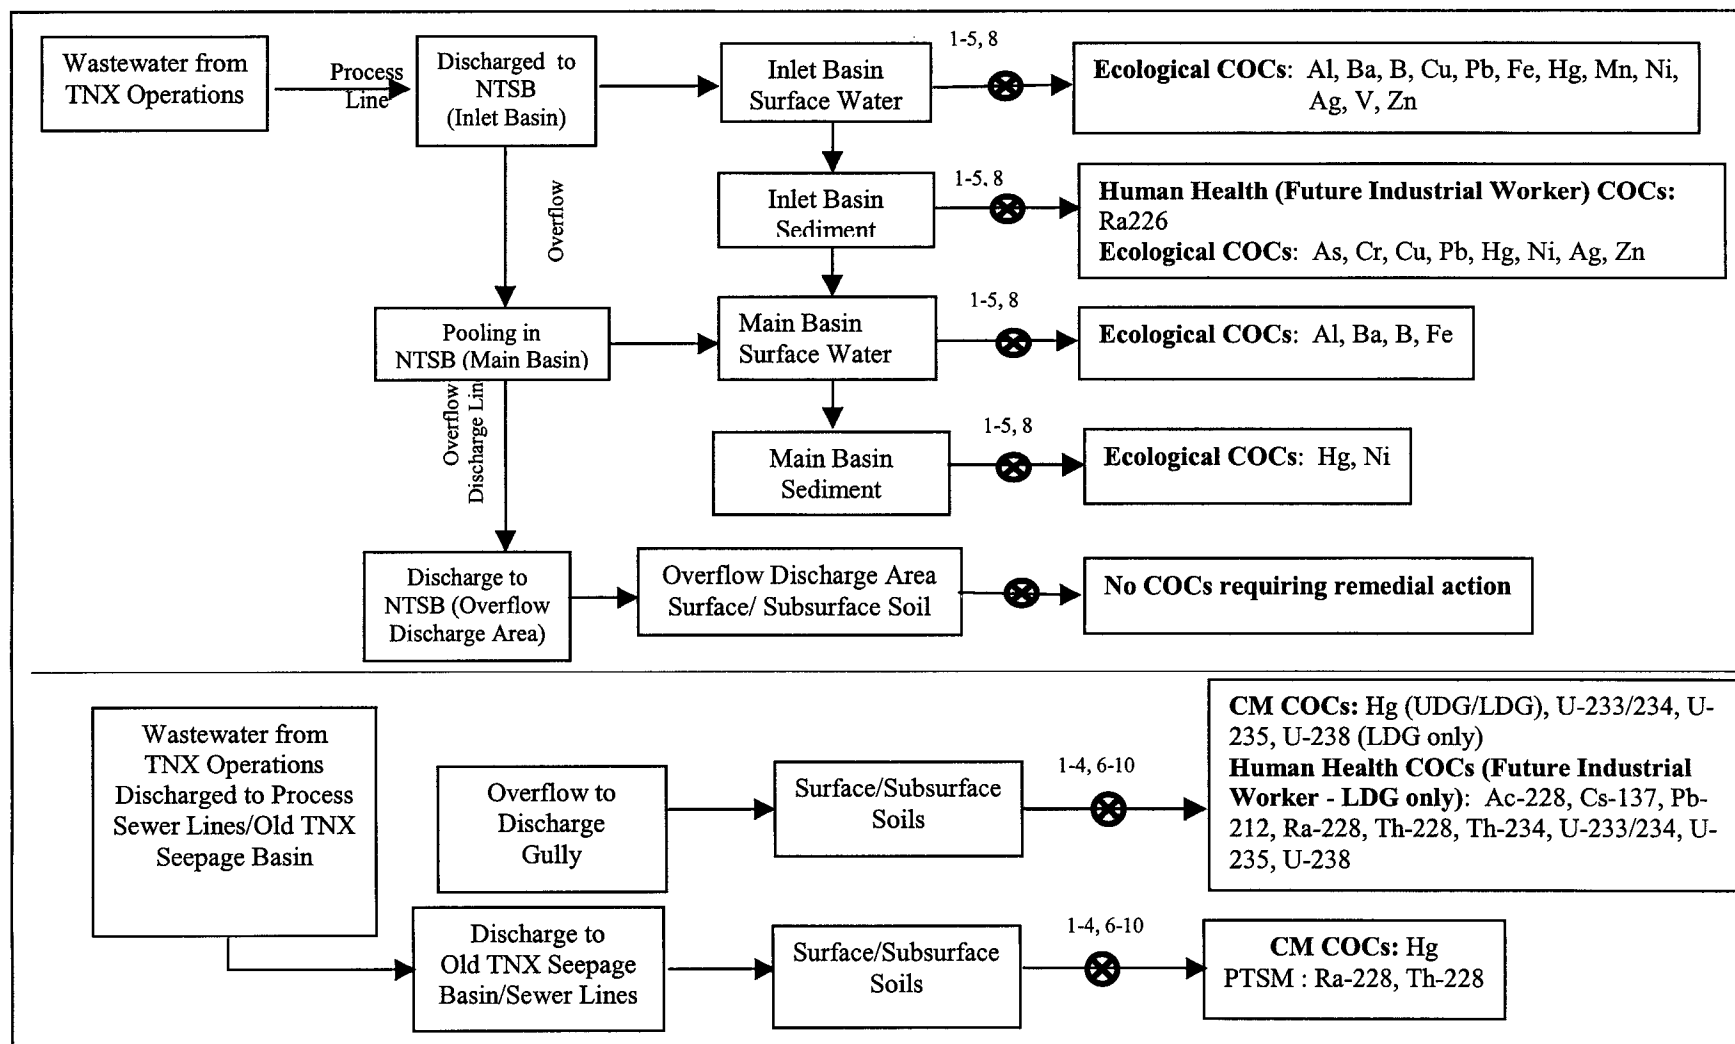 Wastewater from
TNX Operations
Process
Line
Discharged to
NTSB
(Inlet Basin)
Inlet Basin
Surface Water
1-5, 8
Ecological COCs: Al, Ba, B, Cu, Pb, Fe, Hg, Mn, Ni,
Ag, V, Zn
Overflow
Inlet Basin
Sediment
1-5, 8
Human Health (Future Industrial Worker) COCs:
Ra226
Ecological COCs: As, Cr, Cu, Pb, Hg, Ni, Ag, Zn
Pooling in
NTSB (Main Basin)
Main Basin
Surface Water
1-5, 8
Ecological COCs: Al, Ba, B, Fe
Overflow
Discharge Line
Main Basin
Sediment
1-5, 8
Ecological COCs: Hg, Ni
Discharge to
NTSB (Overflow
Discharge Area)
Overflow Discharge Area
Surface/ Subsurface Soil
No COCs requiring remedial action
Wastewater from
TNX Operations
Discharged to Process
Sewer Lines/Old TNX
Seepage Basin
Overflow to
Discharge
Gully
Surface/Subsurface
Soils
1-4, 6-10
CM COCs: Hg (UDG/LDG), U-233/234, U-
235, U-238 (LDG only)
Human Health COCs (Future Industrial
Worker - LDG only): Ac-228, Cs-137, Pb-
212, Ra-228, Th-228, Th-234, U-233/234, U-
235, U-238
Discharge to
Old TNX Seepage
Basin/Sewer Lines
Surface/Subsurface
Soils
1-4, 6-10
CM COCs: Hg
PTSM : Ra-228, Th-228